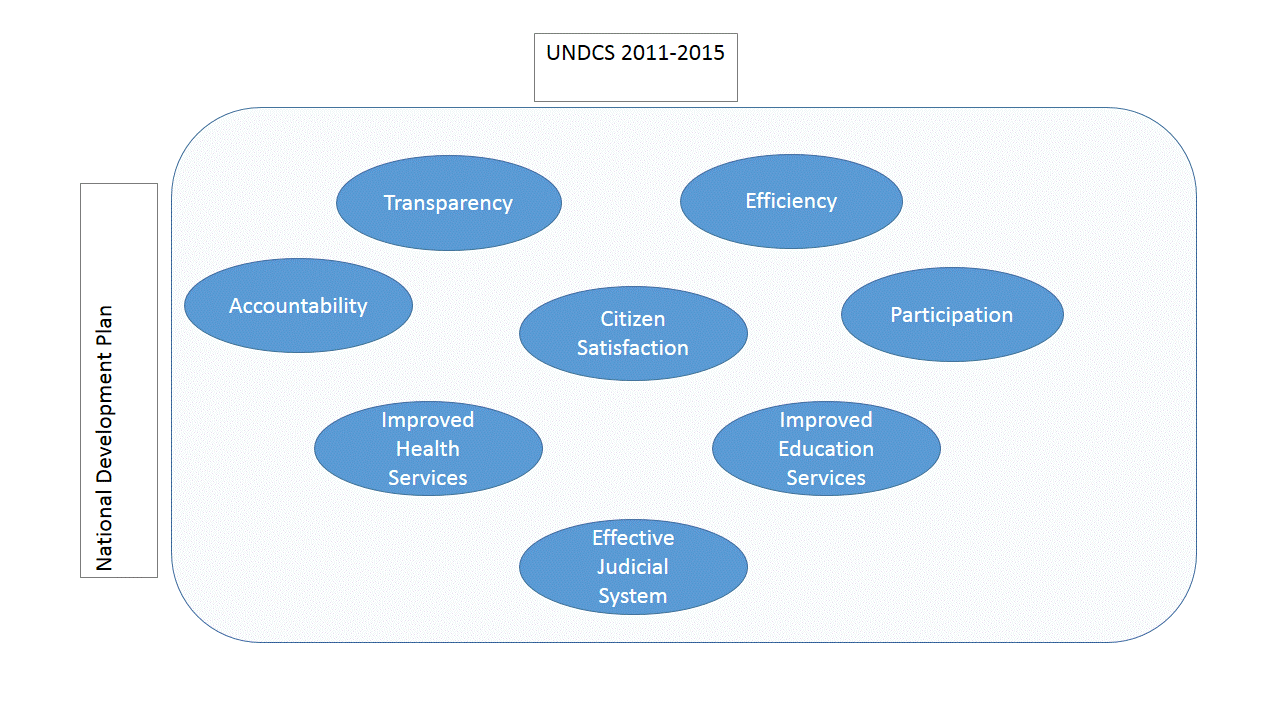 UNDCS 2011-2015
National Development Plan
Transparency
Efficiency
Accountability
Citizen
Satisfaction
Participation
Improved
Health
Services
Improved
Education
Services
Effective
Judicial
System